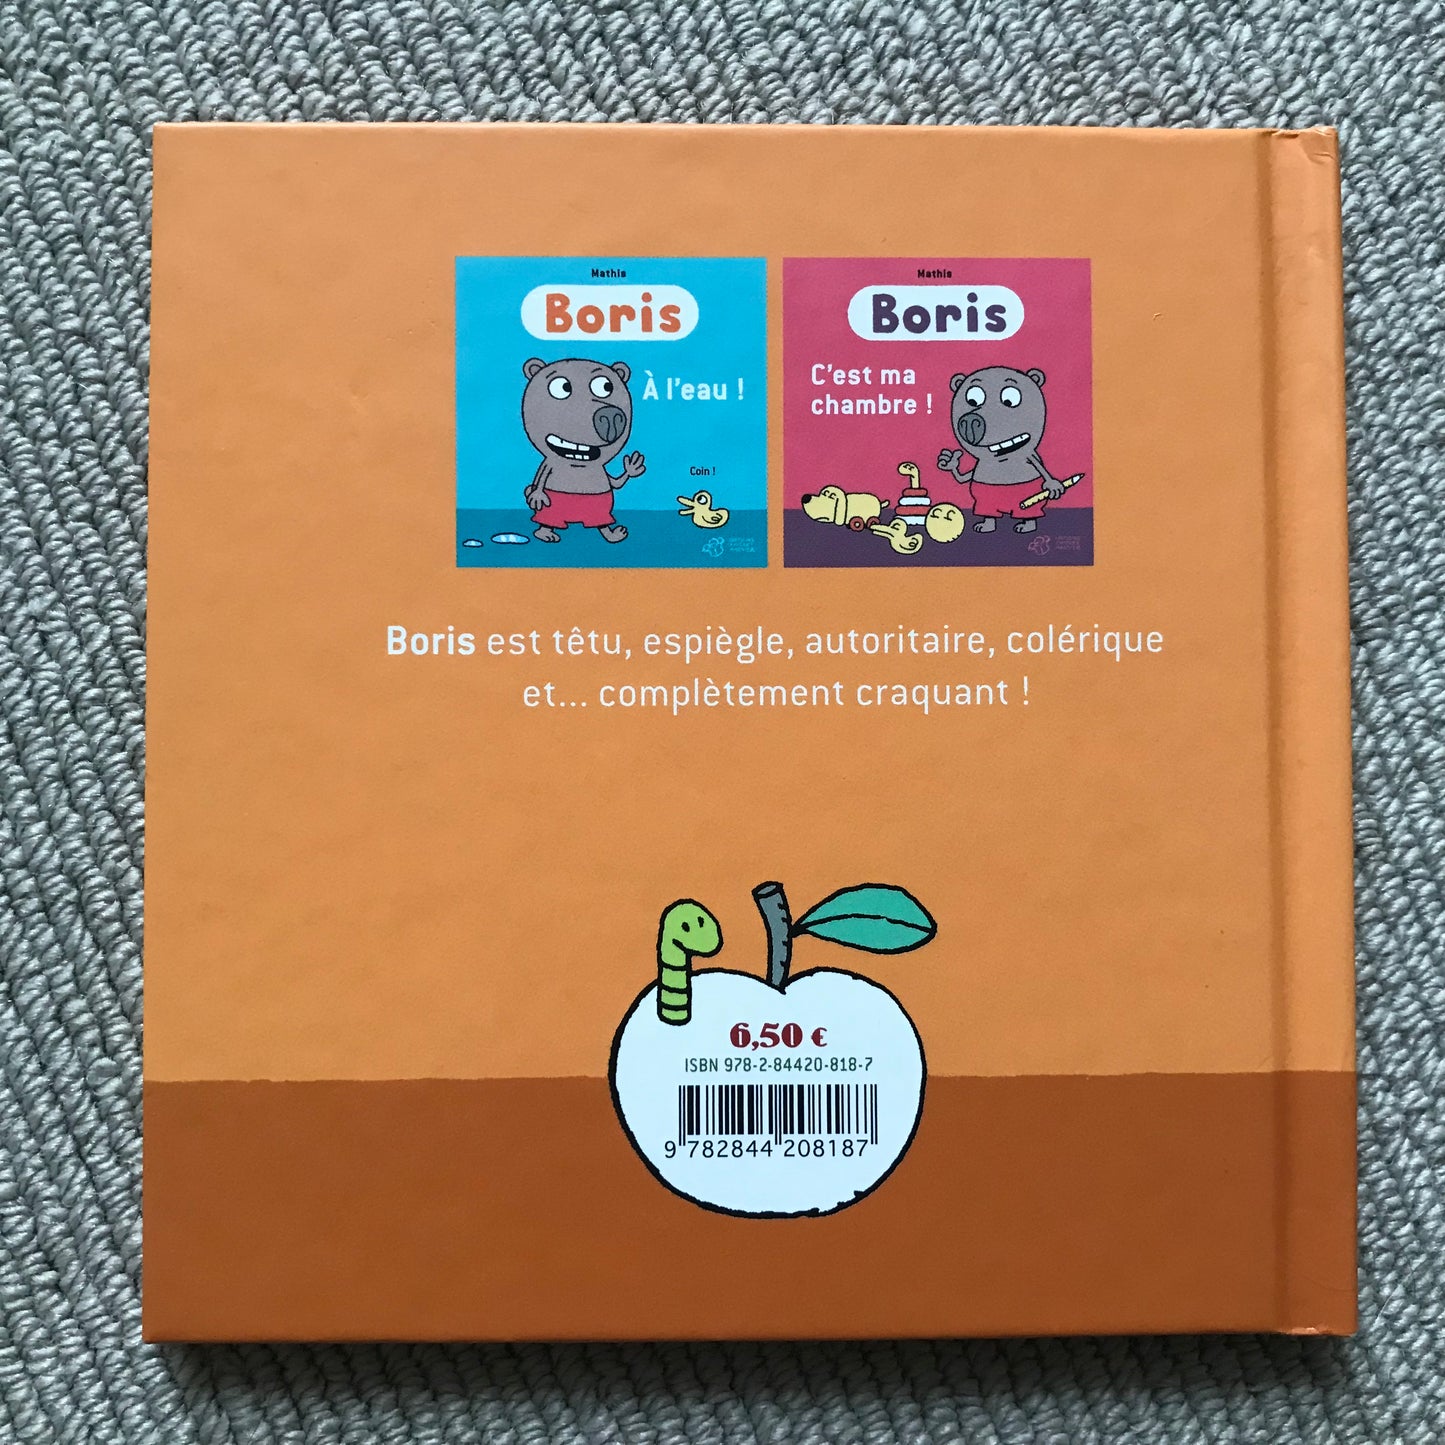 Mathis
Boris
À l'eau !
Coin !
Mathis
Boris
C'est ma
chambre !
Boris est têtu, espiègle, autoritaire, colérique
et... complètement craquant !
6,50 €
ISBN 978-2-84420-818-7
9 782844 208187